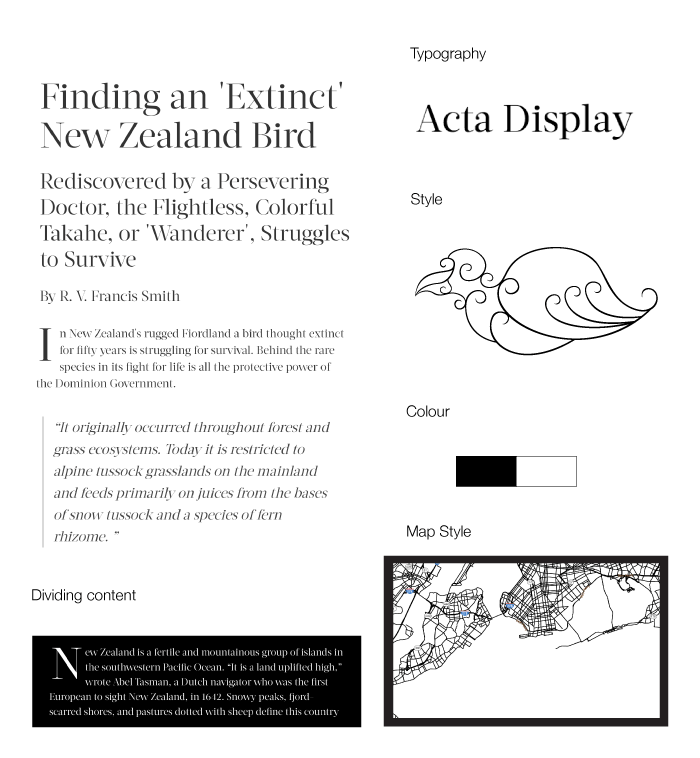 Finding an 'Extinct'
New Zealand Bird
Rediscovered by a Persevering
Doctor, the Flightless, Colorful
Takahe, or 'Wanderer', Struggles
to Survive
By R. V. Francis Smith
In New Zealand's rugged Fiordland a bird thought extinct
for fifty years is struggling for survival. Behind the rare
species in its fight for life is all the protective power of
the Dominion Government.
“It originally occurred throughout forest and
grass ecosystems. Today it is restricted to
alpine tussock grasslands on the mainland
and feeds primarily on juices from the bases
of snow tussock and a species of fern
rhizome. ”
Dividing content
New Zealand is a fertile and mountainous group of islands in
the southwestern Pacific Ocean. “It is a land uplifted high,”
wrote Abel Tasman, a Dutch navigator who was the first
European to sight New Zealand, in 1642. Snowy peaks, fjord-
scarred shores, and pastures dotted with sheep define this country
Typography
Acta Display
Style
Colour
Map Style